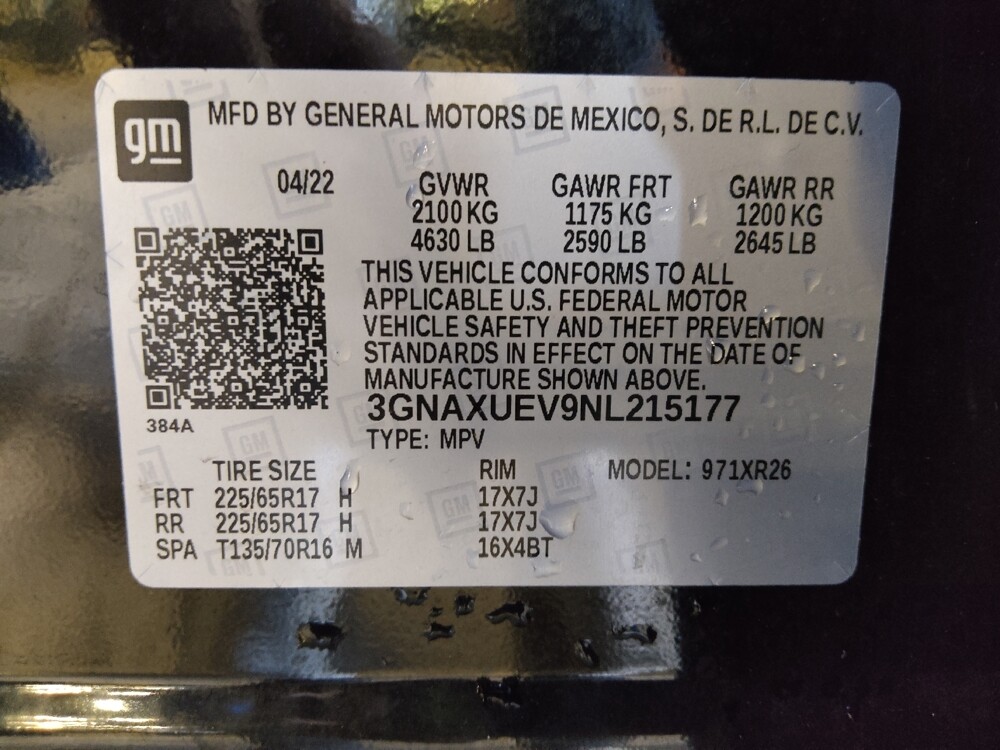 gm
MFD BY GENERAL MOTORS DE MEXICO, S. DE R.L. DE C.V.
04/22 GVWR GAWR FRT GAWR RR
2100 KG 1175 KG 1200 KG
4630 LB 2590 LB 2645 LB
THIS VEHICLE CONFORMS TO ALL
APPLICABLE U.S. FEDERAL MOTOR
VEHICLE SAFETY AND THEFT PREVENTION
STANDARDS IN EFFECT ON THE DATE OF
MANUFACTURE SHOWN ABOVE.
3GNAXUEV9NL215177
384A
TYPE: MPV
TIRE SIZE RIM MODEL: 971XR26
FRT 225/65R17 H 17X7J
RR 225/65R17 H 17X7J
SPA T135/70R16 M 16X4BT